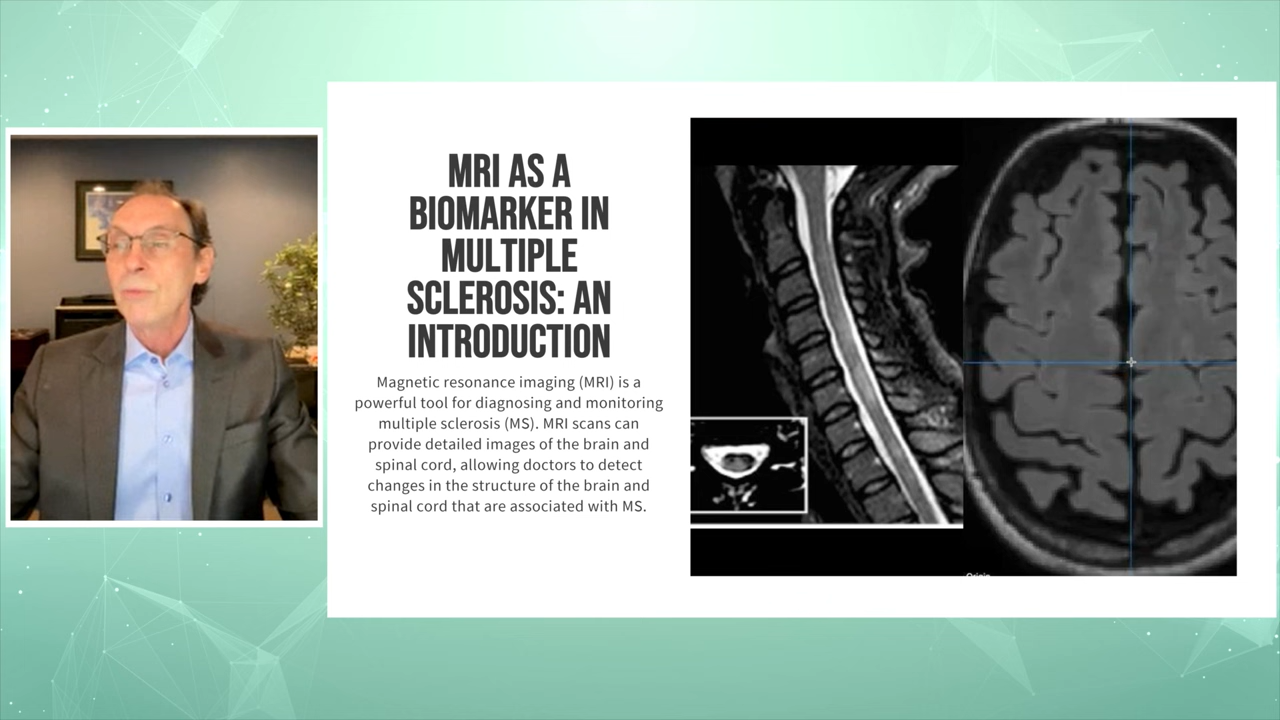 MRI AS A
BIOMARKER IN
MULTIPLE
SCLEROSIS: AN
INTRODUCTION
Magnetic resonance imaging (MRI) is a
powerful tool for diagnosing and monitoring
multiple sclerosis (MS). MRI scans can
provide detailed images of the brain and
spinal cord, allowing doctors to detect
changes in the structure of the brain and
spinal cord that are associated with MS.